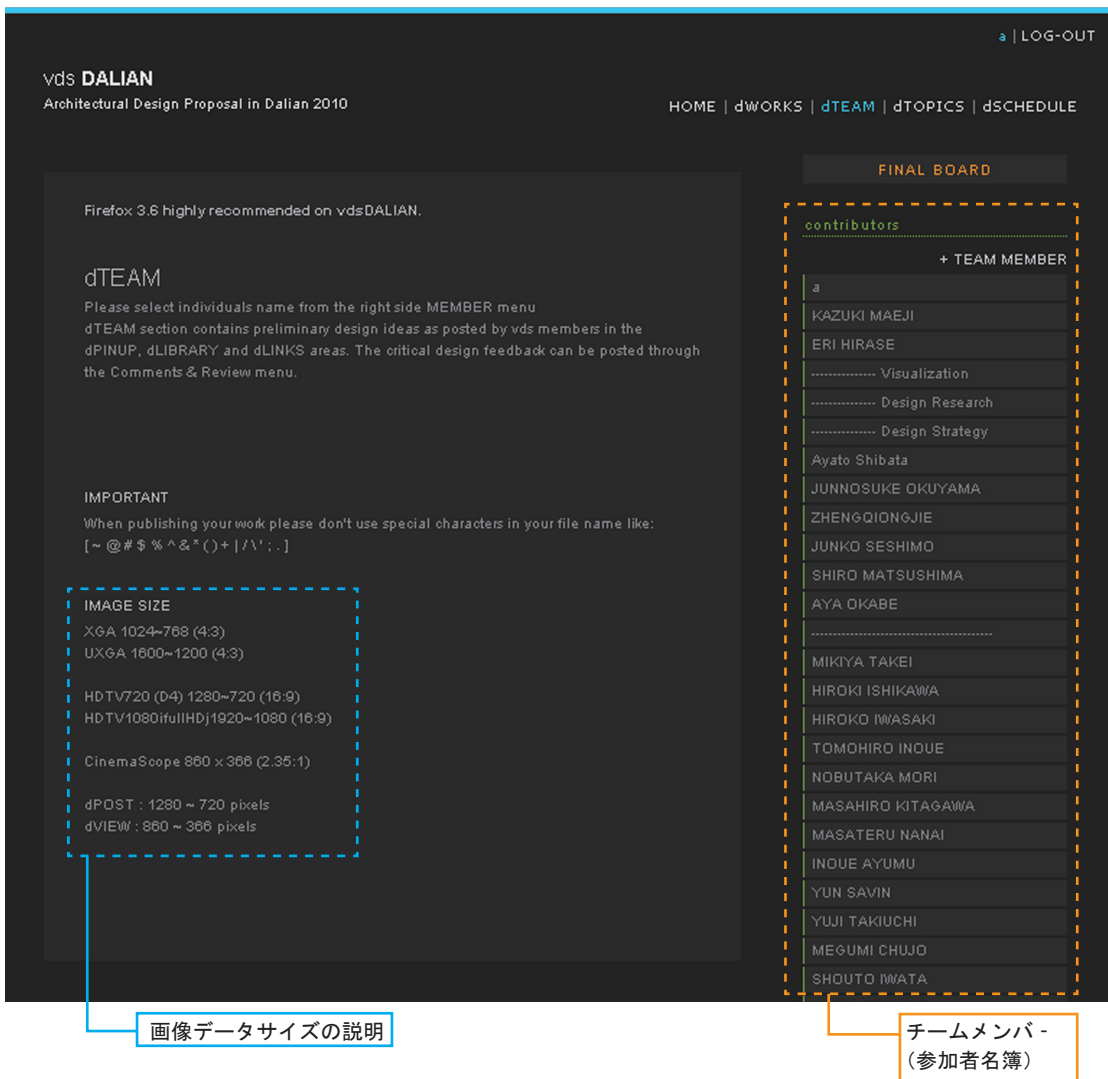 a | LOG-OUT
vds DALIAN
Architectural Design Proposal in Dalian 2010
HOME | dWORKS | dTEAM | dTOPICS | dSCHEDULE
FINAL BOARD
Firefox 3.6 highly recommended on vdsDALIAN.
dTEAM
Please select individuals name from the right side MEMBER menu
dTEAM section contains preliminary design ideas as posted by vds members in the
dPINUP, dLIBRARY and dLINKS areas. The critical design feedback can be posted through
the Comments & Review menu.
IMPORTANT
When publishing your work please don't use special characters in your file name like:
[ ~ @ # $ % ^ & * ( ) + | / \ ' ; . ]
IMAGE SIZE
XGA 1024~768 (4:3)
UXGA 1600~1200 (4:3)
HDTV720 (D4) 1280~720 (16:9)
HDTV1080ifullHDj1920~1080 (16:9)
CinemaScope 860 x 366 (2.35:1)
dPOST : 1280 ~ 720 pixels
dVIEW : 860 ~ 366 pixels
contributors
+ TEAM MEMBER
a
KAZUKI MAEJI
ERI HIRASE
--------------- Visualization
--------------- Design Research
--------------- Design Strategy
Ayato Shibata
JUNNOSUKE OKUYAMA
ZHENGQIONGJIE
JUNKO SESHIMO
SHIRO MATSUSHIMA
AYA OKABE
------------------------------------------
MIKIYA TAKEI
HIROKI ISHIKAWA
HIROKO IWASAKI
TOMOHIRO INOUE
NOBUTAKA MORI
MASAHIRO KITAGAWA
MASATERU NANAI
INOUE AYUMU
YUN SAVIN
YUJI TAKIUCHI
MEGUMI CHUJO
SHOUTO IWATA
画像データサイズの説明
チームメンバ -
（参加者名簿）